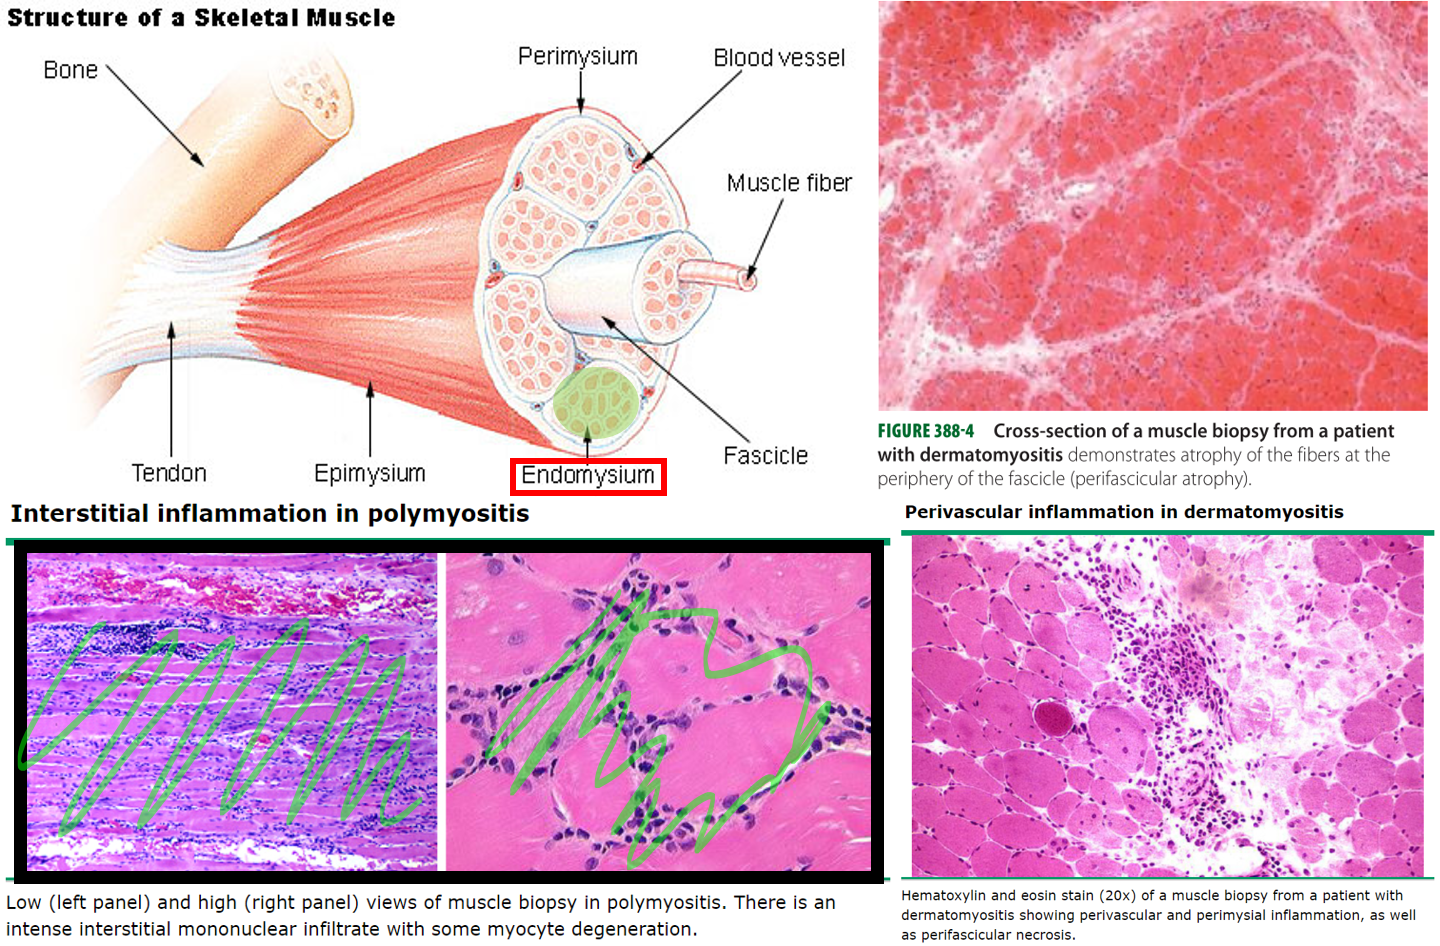 Structure of a Skeletal Muscle
Bone
Perimysium
Blood vessel
Muscle fiber
Tendon
Epimysium
Endomysium
Fascicle
FIGURE 388-4 Cross-section of a muscle biopsy from a patient
with dermatomyositis demonstrates atrophy of the fibers at the
periphery of the fascicle (perifascicular atrophy).
Interstitial inflammation in polymyositis
Low (left panel) and high (right panel) views of muscle biopsy in polymyositis. There is an
intense interstitial mononuclear infiltrate with some myocyte degeneration.
Perivascular inflammation in dermatomyositis
Hematoxylin and eosin stain (20x) of a muscle biopsy from a patient with
dermatomyositis showing perivascular and perimysial inflammation, as well
as perifascicular necrosis.